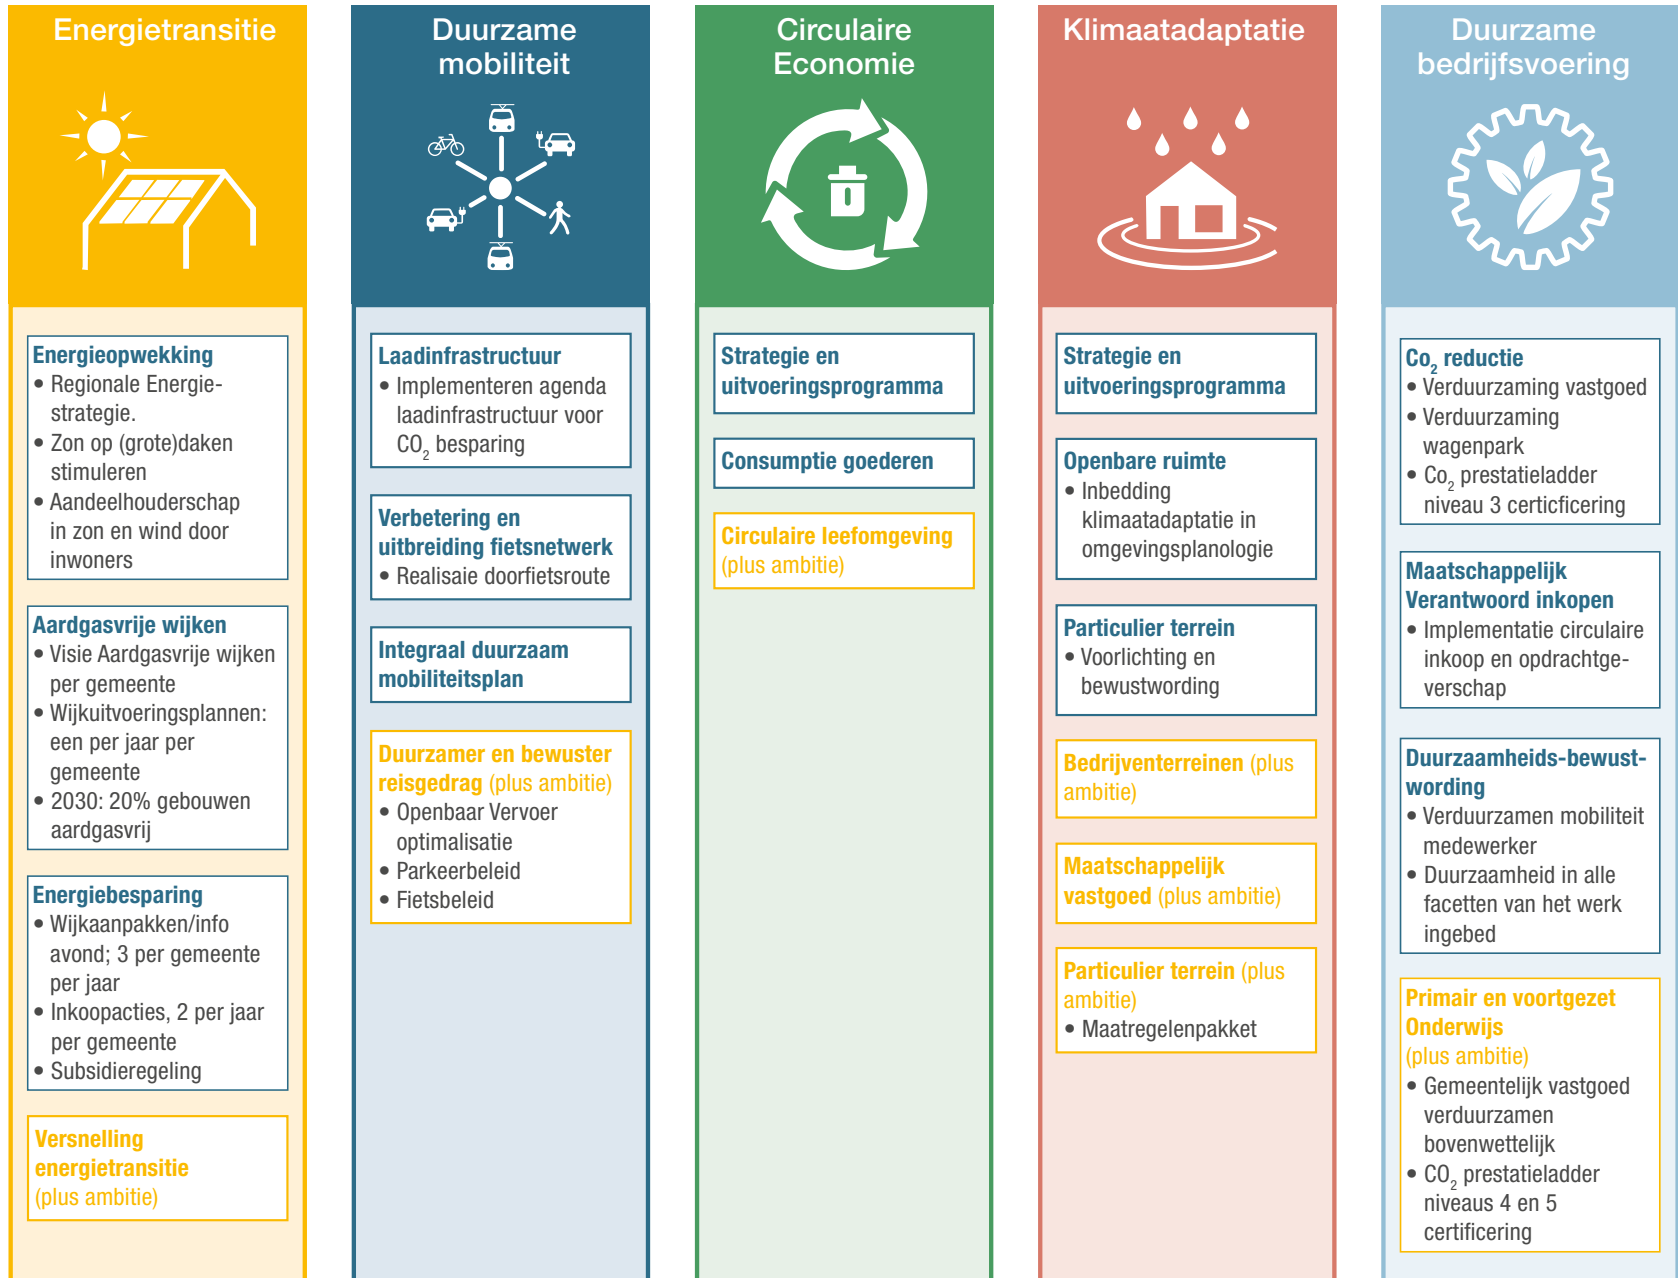 Energietransitie
Energieopwekking
• Regionale Energie-
strategie.
• Zon op (grote)daken
stimuleren
• Aandeelhouderschap
in zon en wind door
inwoners
Aardgasvrije wijken
• Visie Aardgasvrije wijken
per gemeente
• Wijkuitvoeringsplannen:
een per jaar per
gemeente
• 2030: 20% gebouwen
aardgasvrij
Energiebesparing
• Wijkaanpakken/info
avond; 3 per gemeente
per jaar
• Inkoopacties, 2 per jaar
per gemeente
• Subsidieregeling
Versnelling
energietransitie
(plus ambitie)
Duurzame
mobiliteit
Laadinfrastructuur
• Implementeren agenda
laadinfrastructuur voor
CO₂ besparing
Verbetering en
uitbreiding fietsnetwerk
• Realisaie doorfietsroute
Integraal duurzaam
mobiliteitsplan
Duurzamer en bewuster
reisgedrag (plus ambitie)
• Openbaar Vervoer
optimalisatie
• Parkeerbeleid
• Fietsbeleid
Circulaire
Economie
Strategie en
uitvoeringsprogramma
Consumptie goederen
Circulaire leefomgeving
(plus ambitie)
Klimaatadaptatie
Strategie en
uitvoeringsprogramma
Openbare ruimte
• Inbedding
klimaatadaptatie in
omgevingsplanologie
Particulier terrein
• Voorlichting en
bewustwording
Bedrijventerreinen (plus
ambitie)
Maatschappelijk
vastgoed (plus ambitie)
Particulier terrein (plus
ambitie)
• Maatregelenpakket
Duurzame
bedrijfsvoering
Co₂ reductie
• Verduurzaming vastgoed
• Verduurzaming
wagenpark
• Co₂ prestatieladder
niveau 3 certicficering
Maatschappelijk
Verantwoord inkopen
• Implementatie circulaire
inkoop en opdrachtge-
verschap
Duurzaamheids-bewust-
wording
• Verduurzamen mobiliteit
medewerker
• Duurzaamheid in alle
facetten van het werk
ingebed
Primair en voortgezet
Onderwijs
(plus ambitie)
• Gemeentelijk vastgoed
verduurzamen
bovenwettelijk
• CO₂ prestatieladder
niveaus 4 en 5
certificering